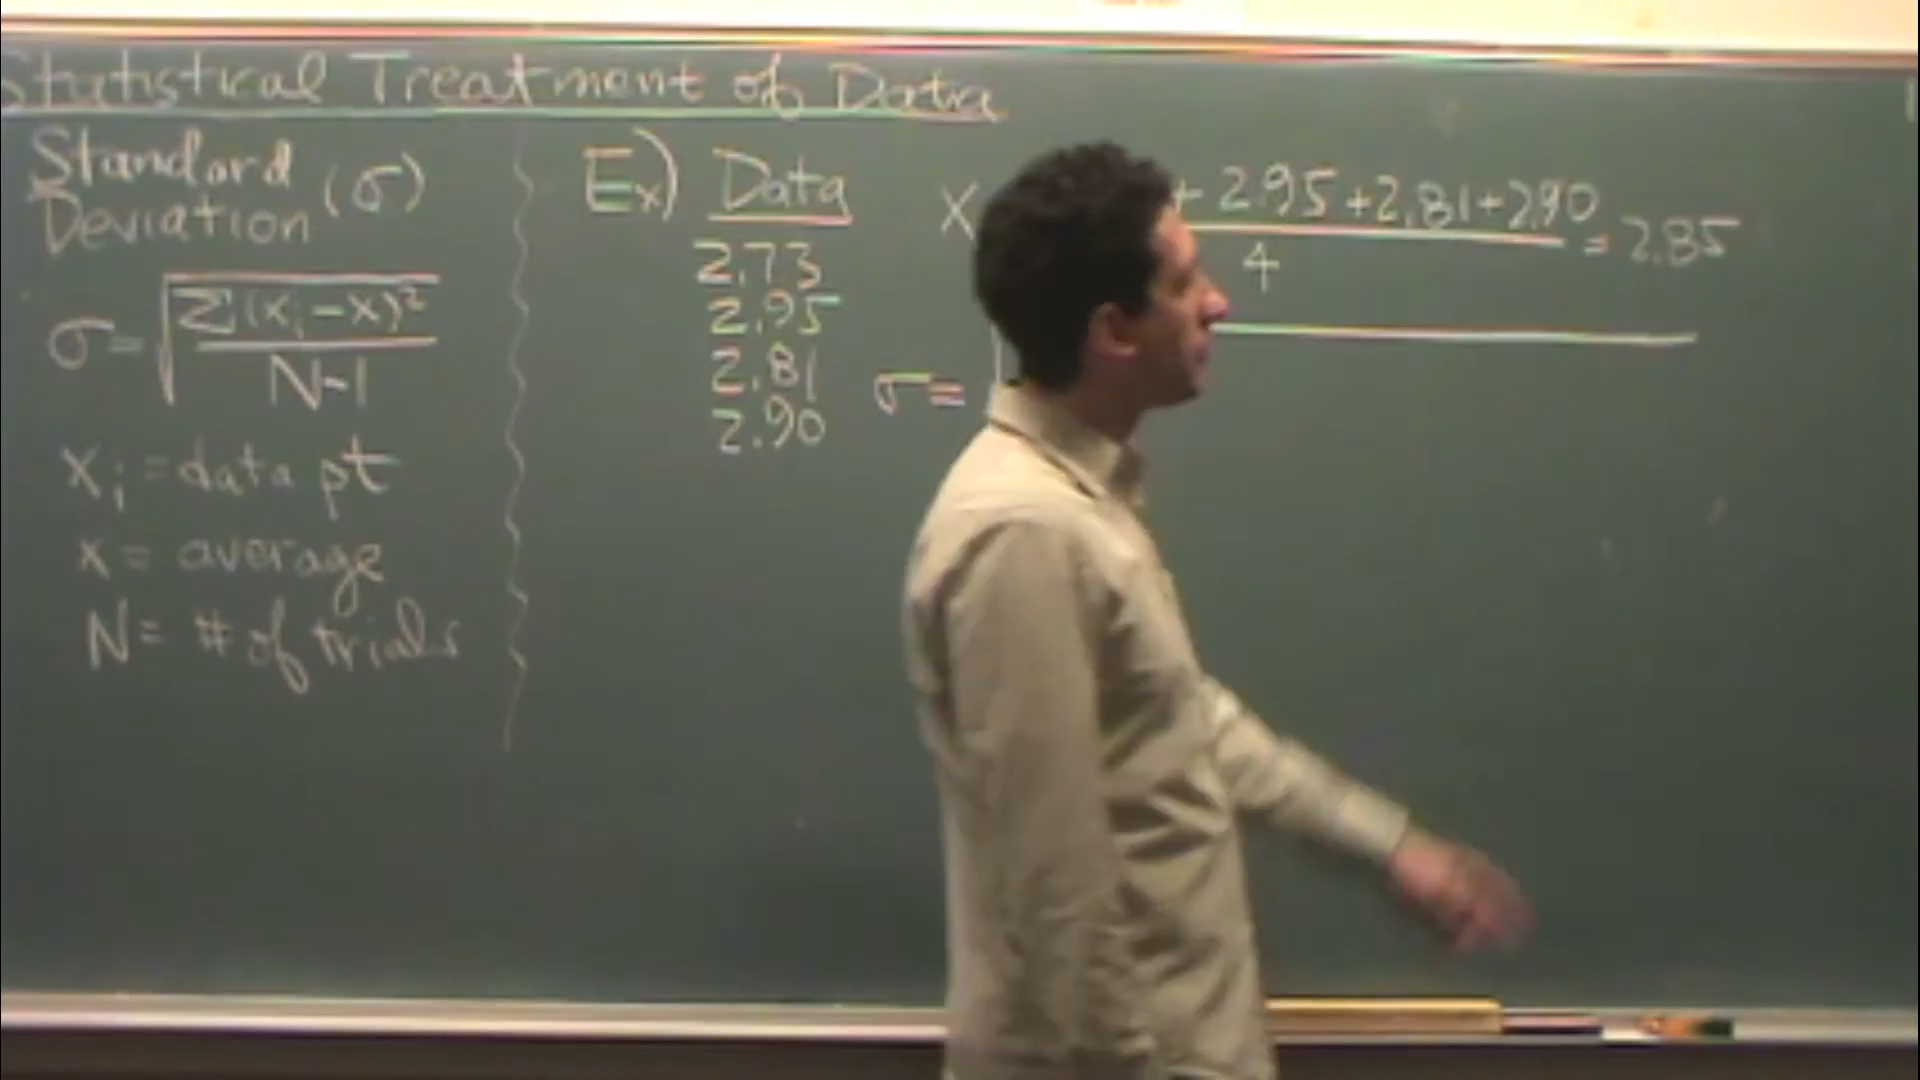 Statistical Treatment of Data
Standard
Deviation (σ)
σ = √(Σ(xᵢ-x)² / N-1)
xᵢ = data pt
x = average
N = # of trials
Ex) Data
2.73
2.95
2.81
2.90
X + 2.95+2.81+2.90 = 2.85
4
σ=